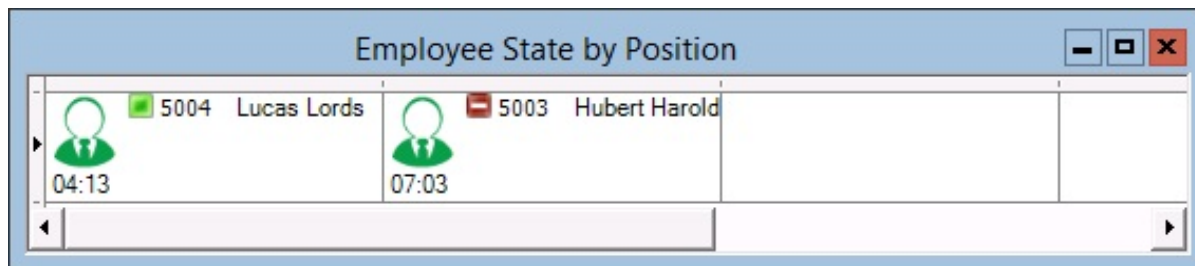 Employee State by Position
5004 Lucas Lords
04:13
5003 Hubert Harold
07:03